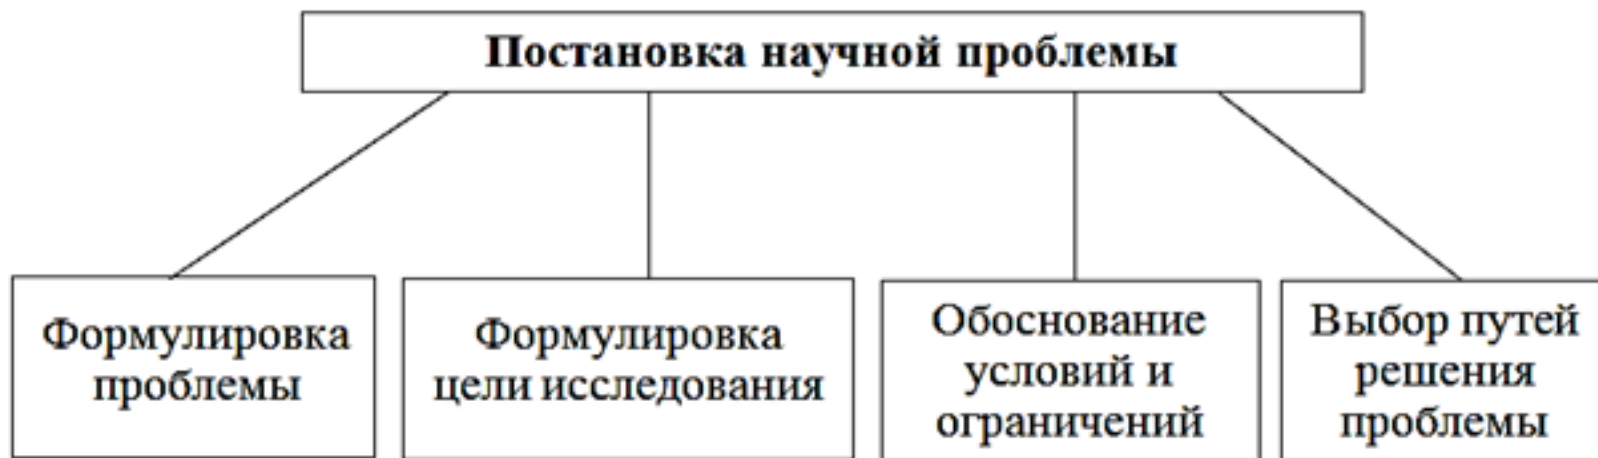 Постановка научной проблемы
Формулировка
проблемы
Формулировка
цели исследования
Обоснование
условий и
ограничений
Выбор путей
решения
проблемы